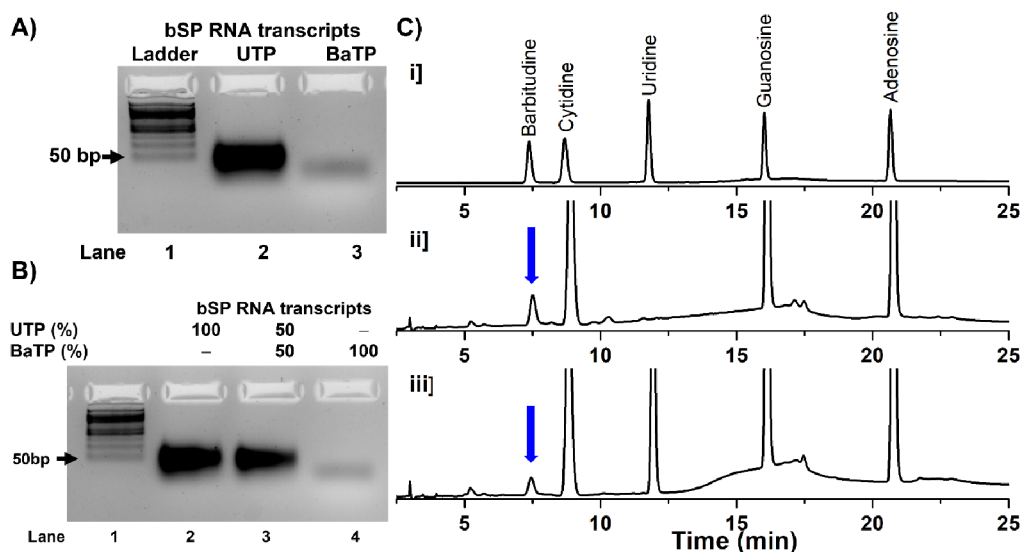 A)
bSP RNA transcripts
Ladder UTP BaTP
50 bp
Lane 1 2 3
B)
bSP RNA transcripts
UTP (%) 100 50 –
BaTP (%) – 50 100
50bp
Lane 1 2 3 4
C)
i]
Barbitudine
Cytidine
Uridine
Guanosine
Adenosine
5 10 15 20 25
ii]
5 10 15 20 25
iii]
5 10 15 20 25
Time (min)